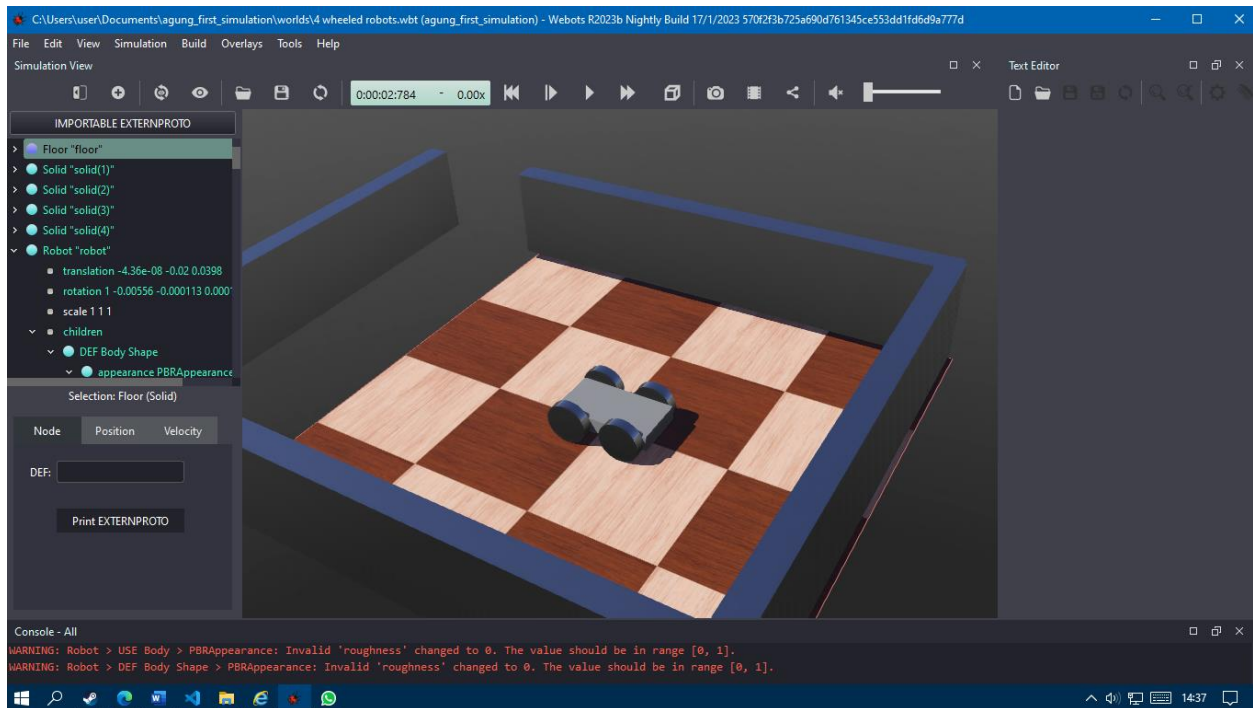 C:\Users\user\Documents\agung_first_simulation\worlds\4 wheeled robots.wbt (agung_first_simulation) - Webots R2023b Nightly Build 17/1/2023 570f2f3b725a690d761345ce553dd1fd6d9a777d
File Edit View Simulation Build Overlays Tools Help
Simulation View
Text Editor
0:00:02:784 - 0.00x
IMPORTABLE EXTERNPROTO
Floor "floor"
Solid "solid(1)"
Solid "solid(2)"
Solid "solid(3)"
Solid "solid(4)"
Robot "robot"
translation -4.36e-08 -0.02 0.0398
rotation 1 -0.00556 -0.000113 0.000
scale 1 1 1
children
DEF Body Shape
appearance PBRAppearance
Selection: Floor (Solid)
Node Position Velocity
DEF:
Print EXTERNPROTO
Console - All
WARNING: Robot > USE Body > PBRAppearance: Invalid 'roughness' changed to 0. The value should be in range [0, 1].
WARNING: Robot > DEF Body Shape > PBRAppearance: Invalid 'roughness' changed to 0. The value should be in range [0, 1].
14:37